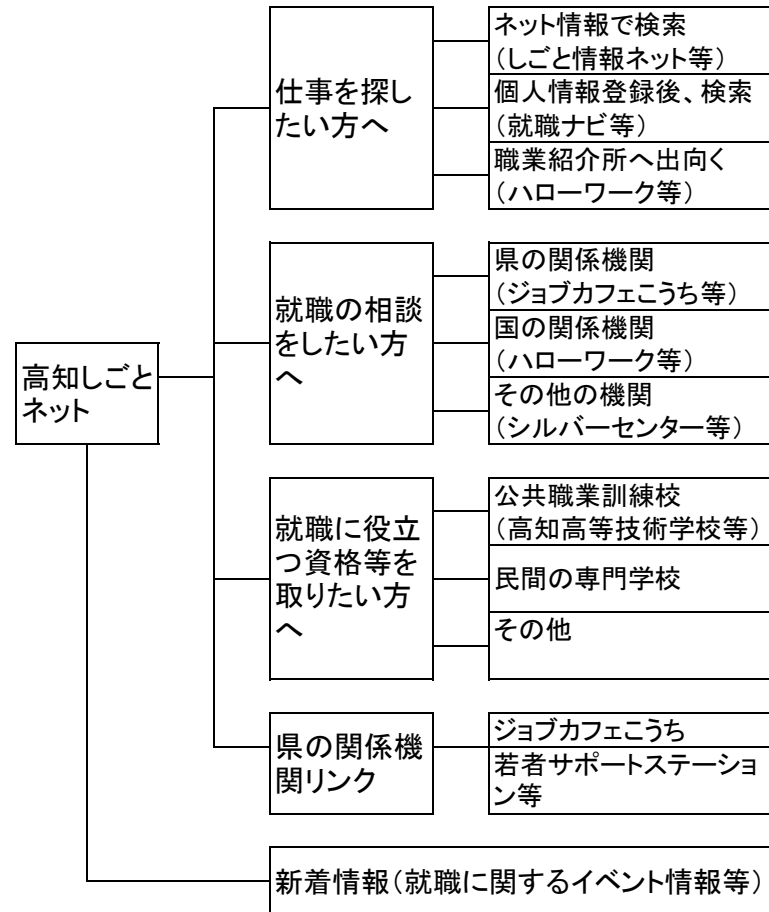 高知しごと
ネット
仕事を探し
たい方へ
ネット情報で検索
(しごと情報ネット等)
個人情報登録後、検索
(就職ナビ等)
職業紹介所へ出向く
(ハローワーク等)
就職の相談
をしたい方
へ
県の関係機関
(ジョブカフェこうち等)
国の関係機関
(ハローワーク等)
その他の機関
(シルバーセンター等)
就職に役立
つ資格等を
取りたい方
へ
公共職業訓練校
(高知高等技術学校等)
民間の専門学校
その他
県の関係機
関リンク
ジョブカフェこうち
若者サポートステーショ
ン等
新着情報(就職に関するイベント情報等)